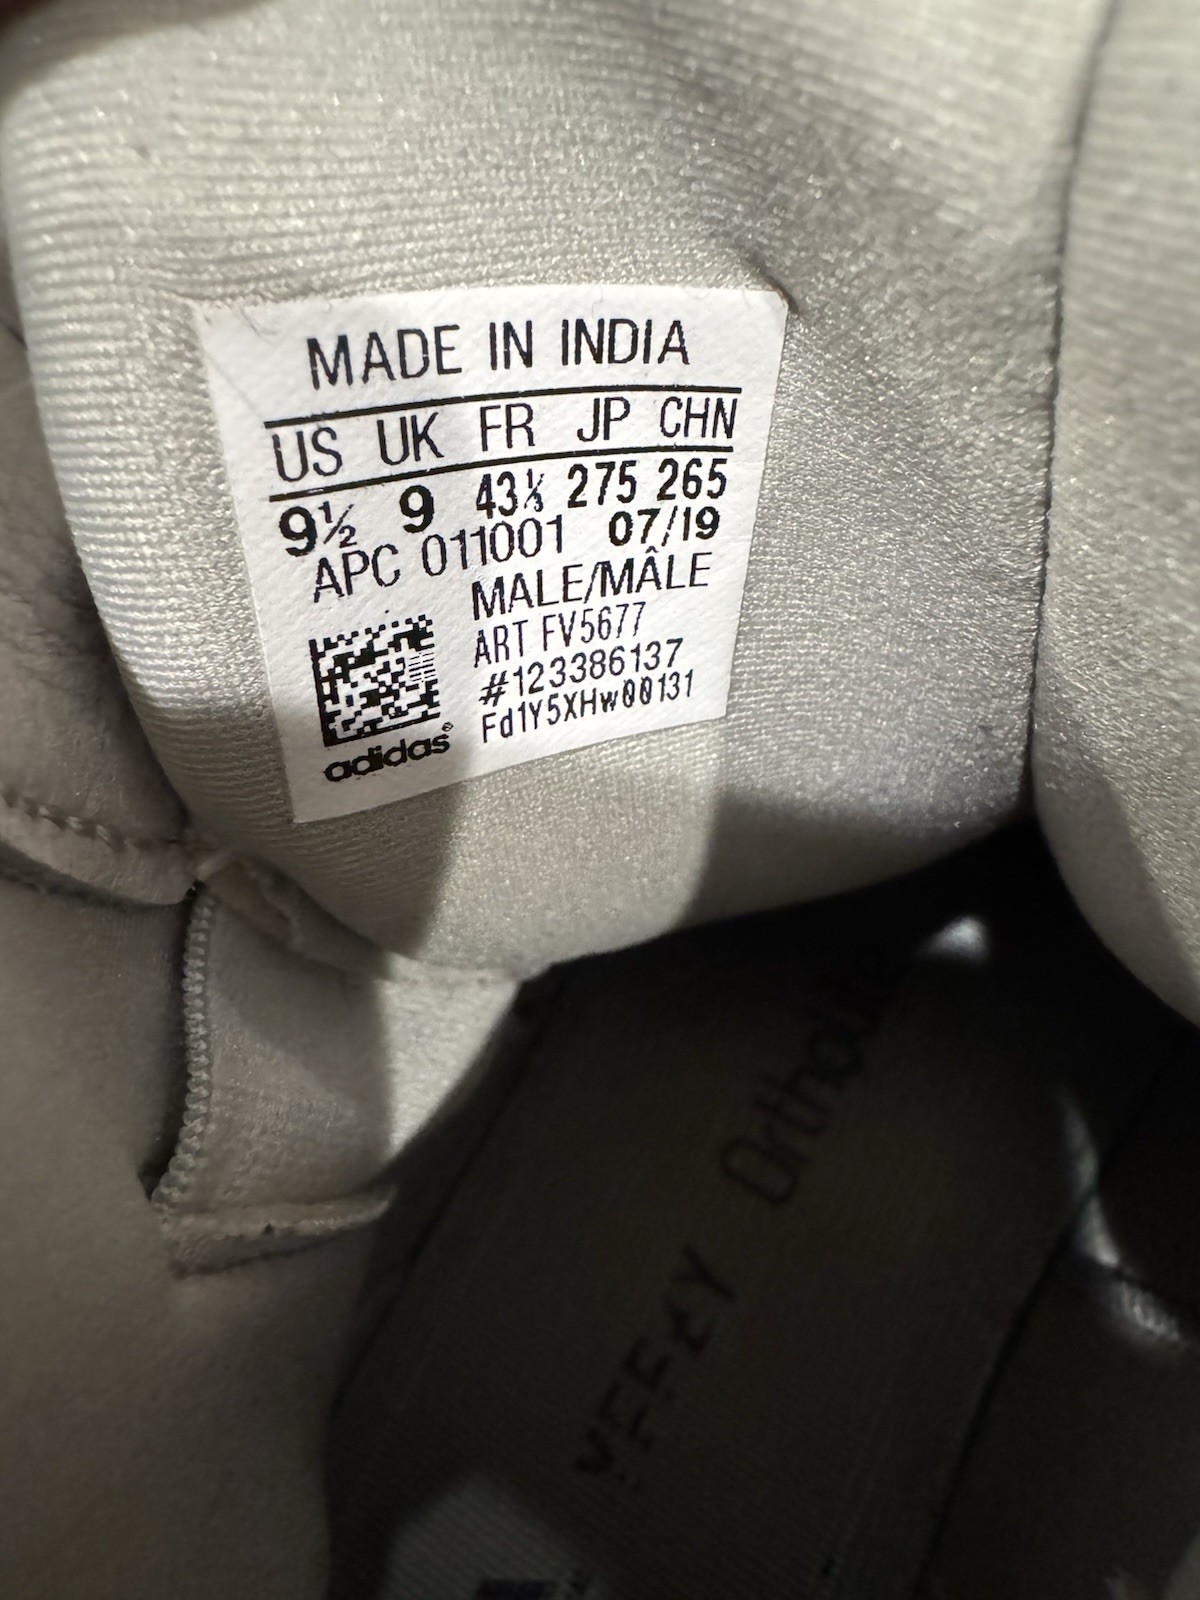 MADE IN INDIA
US UK FR JP CHN
9½ 9 43⅓ 275 265
APC 011001 07/19
MALE/MÂLE
ART FV5677
#123386137
Fd1Y5XHw00131
adidas®
YEEZY